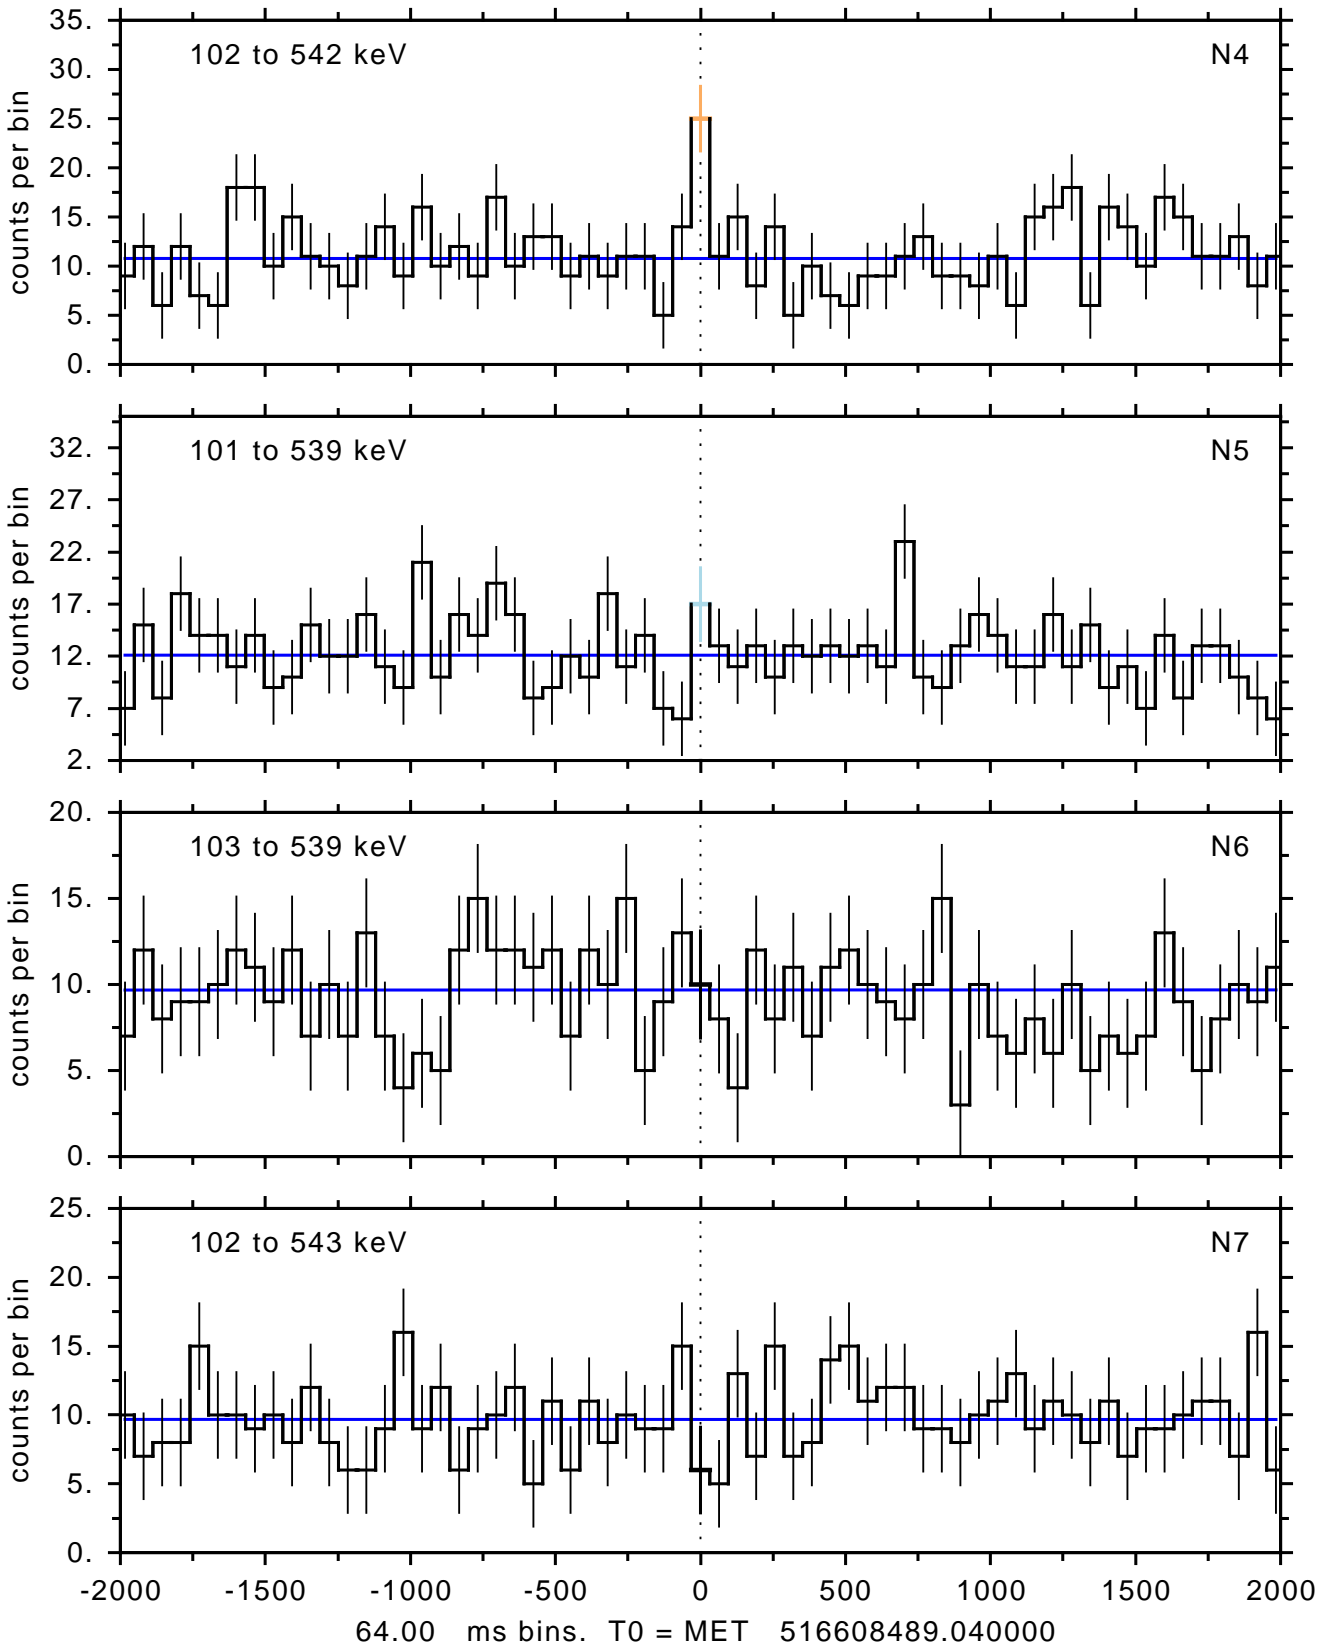 35.
102 to 542 keV N4
30.
25.
20.
15.
10.
5.
0.
counts per bin
101 to 539 keV N5
32.
27.
22.
17.
12.
7.
2.
counts per bin
20.
103 to 539 keV N6
15.
10.
5.
0.
counts per bin
25.
102 to 543 keV N7
20.
15.
10.
5.
0.
counts per bin
-2000 -1500 -1000 -500 0 500 1000 1500 2000
64.00 ms bins. T0 = MET 516608489.040000